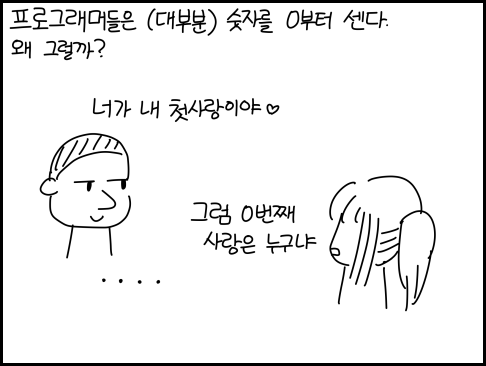 프로그래머들은 (대부분) 숫자를 0부터 센다.
왜 그럴까?
너가 내 첫사랑이야♡
그럼 0번째
사랑은 누구냐
....